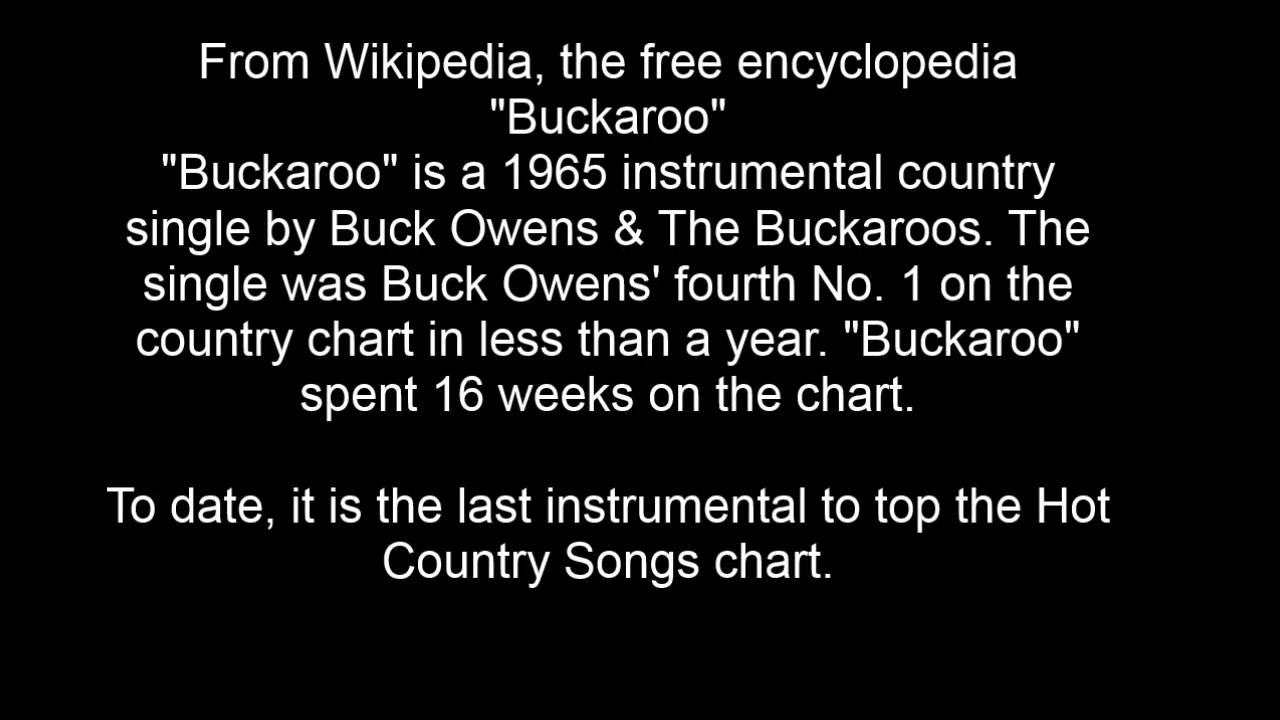 From Wikipedia, the free encyclopedia
"Buckaroo"
"Buckaroo" is a 1965 instrumental country
single by Buck Owens & The Buckaroos. The
single was Buck Owens' fourth No. 1 on the
country chart in less than a year. "Buckaroo"
spent 16 weeks on the chart.
To date, it is the last instrumental to top the Hot
Country Songs chart.